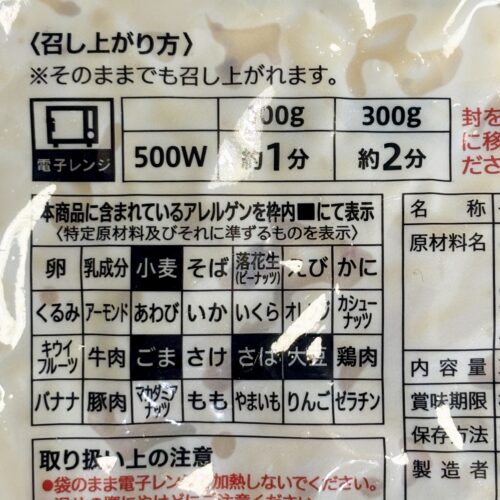 〈召し上がり方〉
※そのままでも召し上がれます。
00g 300g
電子レンジ 500W 約1分 約2分
封を
に移
ださ
本商品に含まれているアレルゲンを枠内■にて表示
〈特定原材料及びそれに準ずるものを表示〉
卵 乳成分 小麦 そば 落花生(ピーナッツ) えび かに
くるみ アーモンド あわび いか いくら オレンジ カシューナッツ
キウイフルーツ 牛肉 ごま さけ さば 大豆 鶏肉
バナナ 豚肉 マカダミアナッツ もも やまいも りんご ゼラチン
名称
原材料名
内容量
賞味期限
保存方法
製造者
取り扱い上の注意
●袋のまま電子レンジで加熱しないでください。